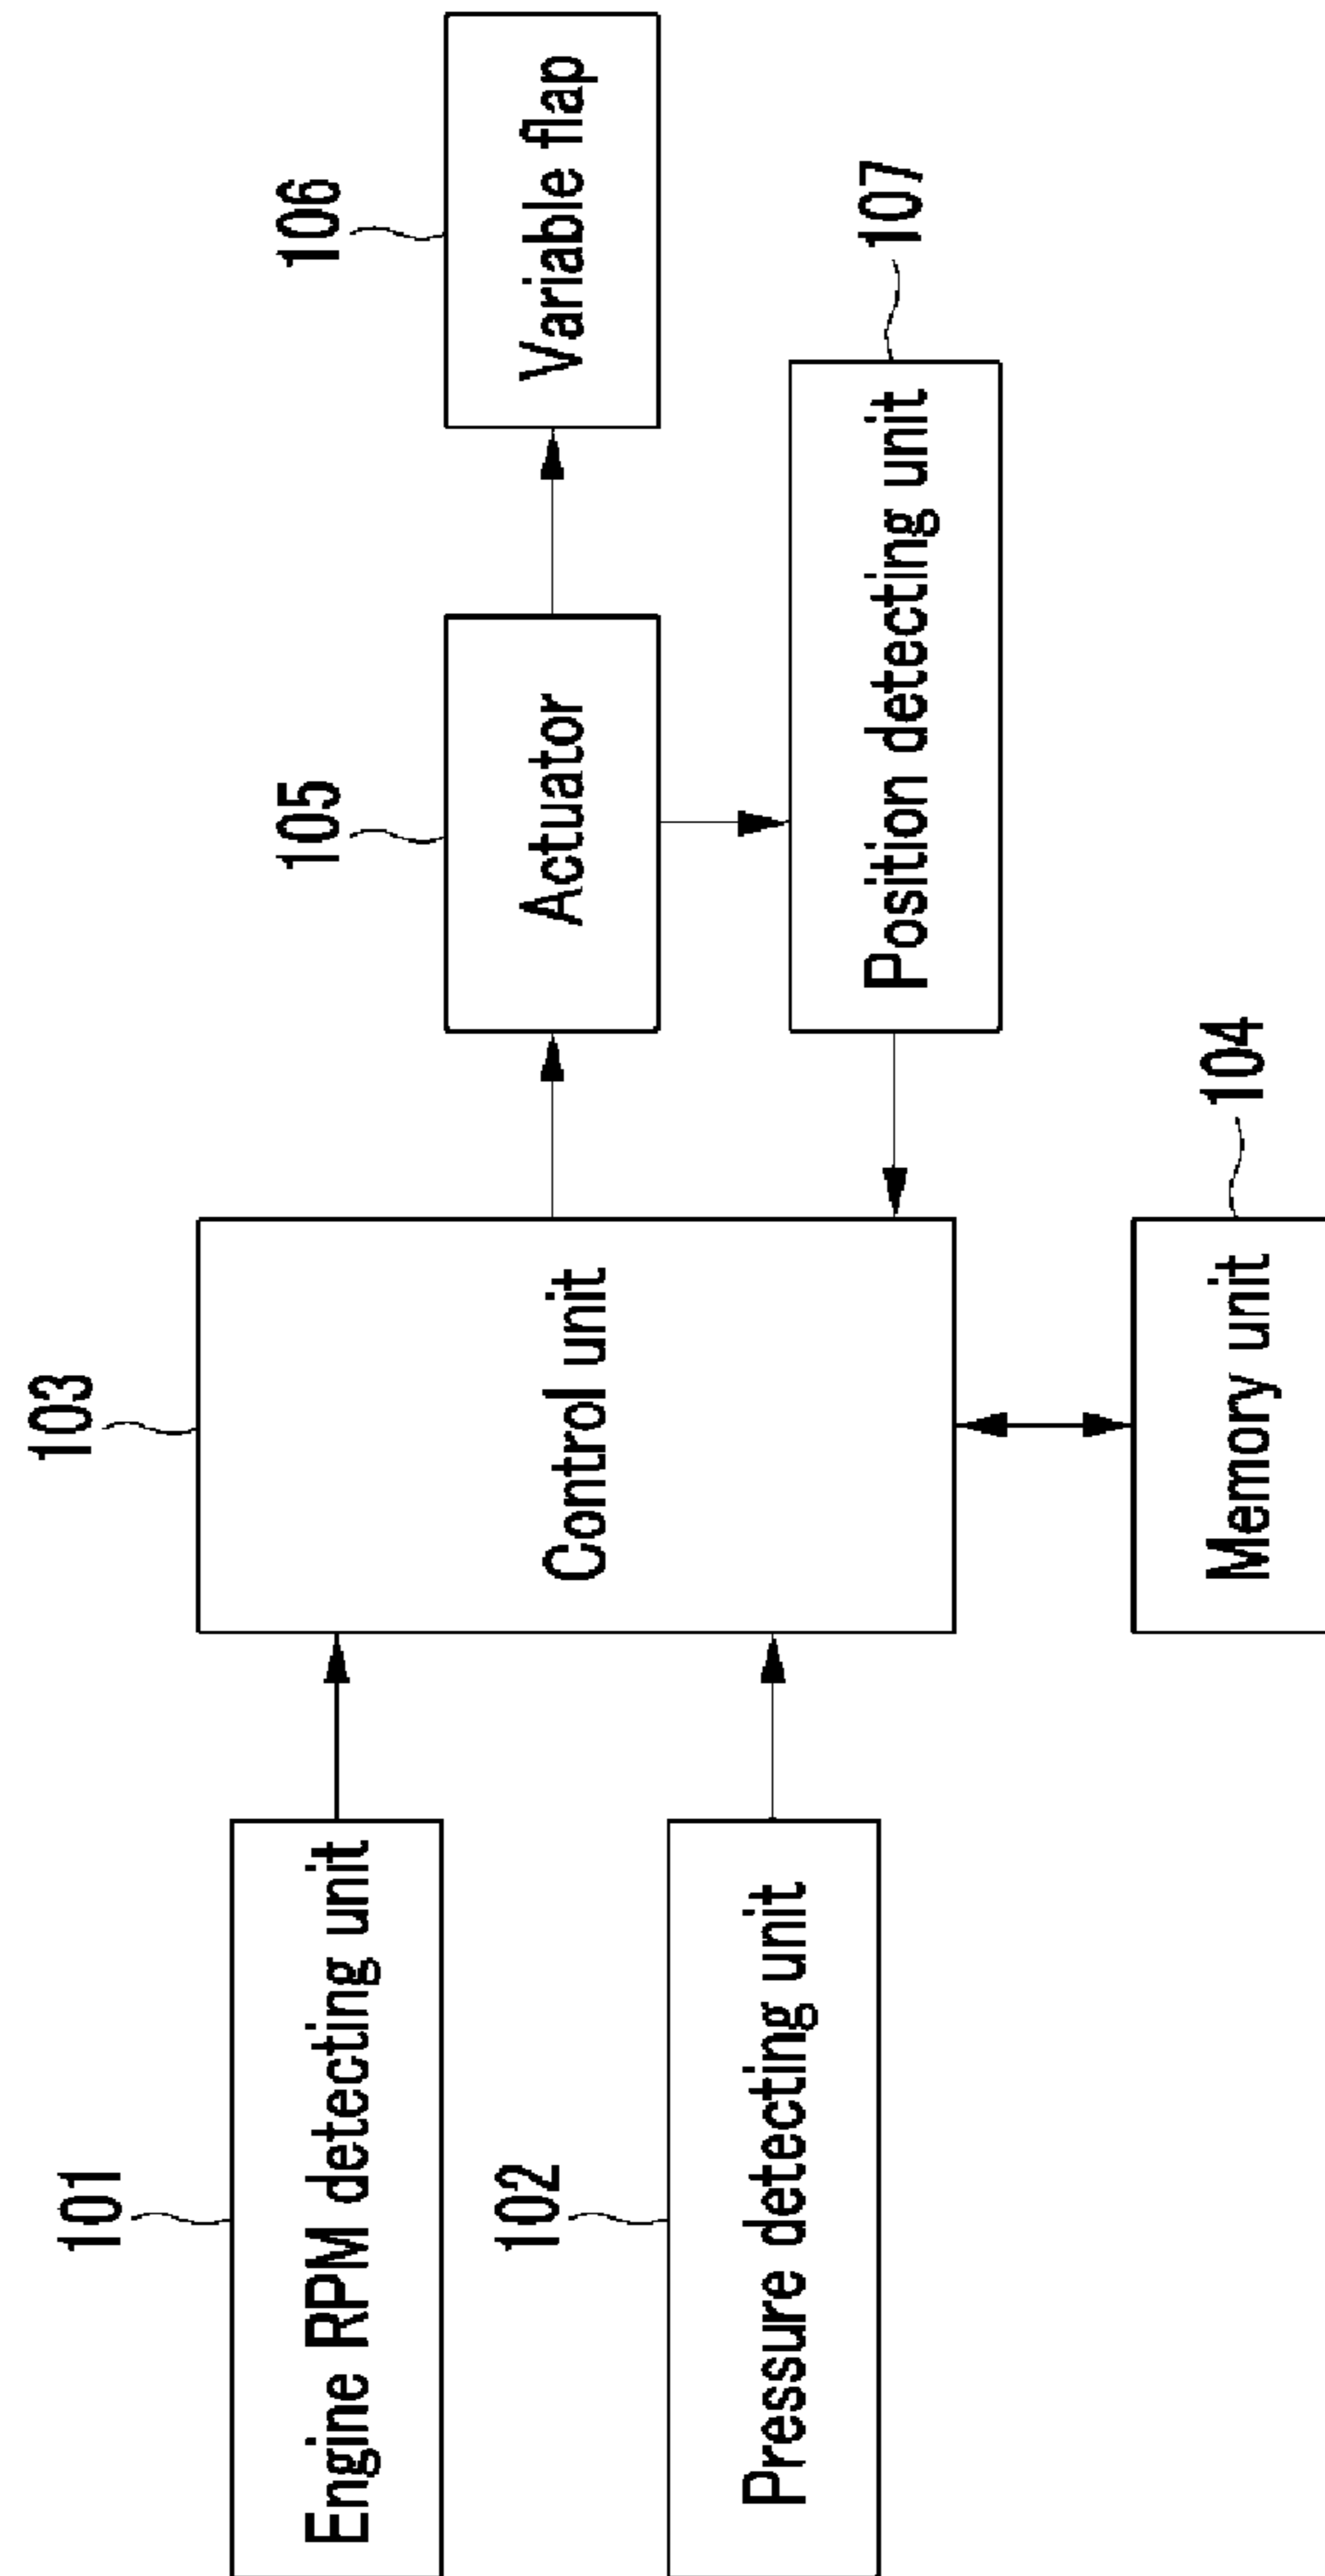 101
Engine RPM detecting unit
102
Pressure detecting unit
103
Control unit
104
Memory unit
105
Actuator
106
Variable flap
107
Position detecting unit